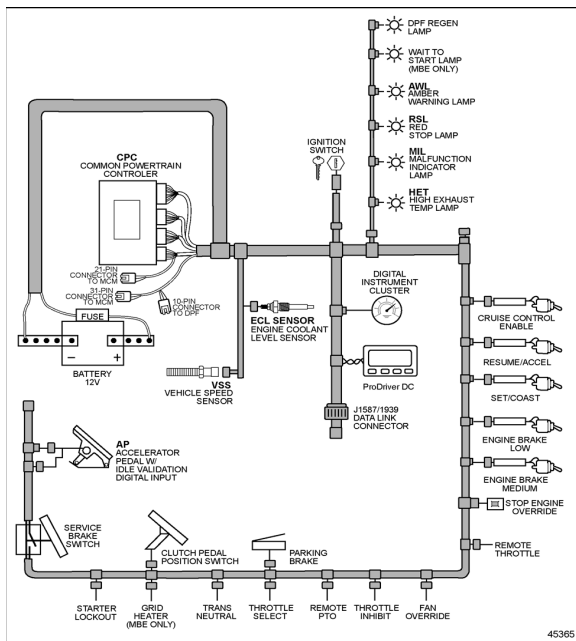 DPF REGEN
LAMP
WAIT TO
START LAMP
(MBE ONLY)
AWL
AMBER
WARNING LAMP
RSL
RED
STOP LAMP
MIL
MALFUNCTION
INDICATOR
LAMP
HET
HIGH EXHAUST
TEMP LAMP
IGNITION
SWITCH
CPC
COMMON POWERTRAIN
CONTROLER
21-PIN
CONNECTOR
TO MCM
31-PIN
CONNECTOR
TO MCM
10-PIN
CONNECTOR
TO DPF
FUSE
BATTERY
12V
ECL SENSOR
ENGINE COOLANT
LEVEL SENSOR
VSS
VEHICLE SPEED
SENSOR
DIGITAL
INSTRUMENT
CLUSTER
ProDriver DC
J1587/1939
DATA LINK
CONNECTOR
CRUISE CONTROL
ENABLE
RESUME/ACCEL
SET/COAST
ENGINE BRAKE
LOW
ENGINE BRAKE
MEDIUM
STOP ENGINE
OVERRIDE
REMOTE
THROTTLE
AP
ACCELERATOR
PEDAL W/
IDLE VALIDATION
DIGITAL INPUT
SERVICE
BRAKE
SWITCH
CLUTCH PEDAL
POSITION SWITCH
PARKING
BRAKE
STARTER
LOCKOUT
GRID
HEATER
(MBE ONLY)
TRANS
NEUTRAL
THROTTLE
SELECT
REMOTE
PTO
THROTTLE
INHIBIT
FAN
OVERRIDE
45365